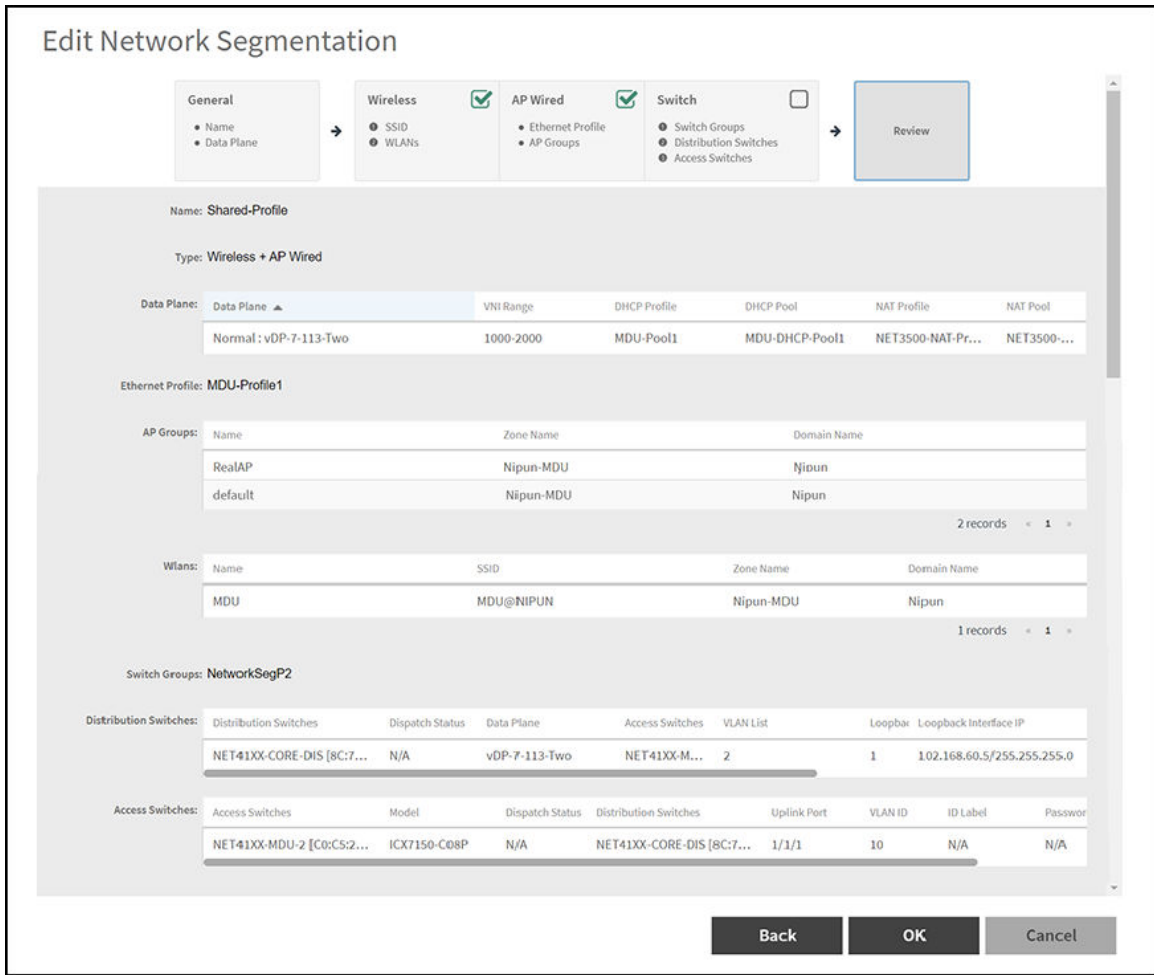 Edit Network Segmentation
General
• Name
• Data Plane
Wireless
❶ SSID
❷ WLANs
AP Wired
• Ethernet Profile
• AP Groups
Switch
Switch Groups
Distribution Switches
Access Switches
Review
Name: Shared-Profile
Type: Wireless + AP Wired
Data Plane: Data Plane ▲ VNI Range DHCP Profile DHCP Pool NAT Profile NAT Pool
Normal : vDP-7-113-Two 1000-2000 MDU-Pool1 MDU-DHCP-Pool1 NET3500-NAT-Pr... NET3500-...
Ethernet Profile: MDU-Profile1
AP Groups: Name Zone Name Domain Name
RealAP Nipun-MDU Nipun
default Nipun-MDU Nipun
2 records « 1 »
Wlans: Name SSID Zone Name Domain Name
MDU MDU@NIPUN Nipun-MDU Nipun
1 records « 1 »
Switch Groups: NetworkSegP2
Distribution Switches: Distribution Switches Dispatch Status Data Plane Access Switches VLAN List Loopbac Loopback Interface IP
NET41XX-CORE-DIS [8C:7... N/A vDP-7-113-Two NET41XX-M... 2 1 102.168.60.5/255.255.255.0
Access Switches: Access Switches Model Dispatch Status Distribution Switches Uplink Port VLAN ID ID Label Passwor
NET41XX-MDU-2 [C0:C5:2... ICX7150-C08P N/A NET41XX-CORE-DIS [8C:7... 1/1/1 10 N/A N/A
Back OK Cancel